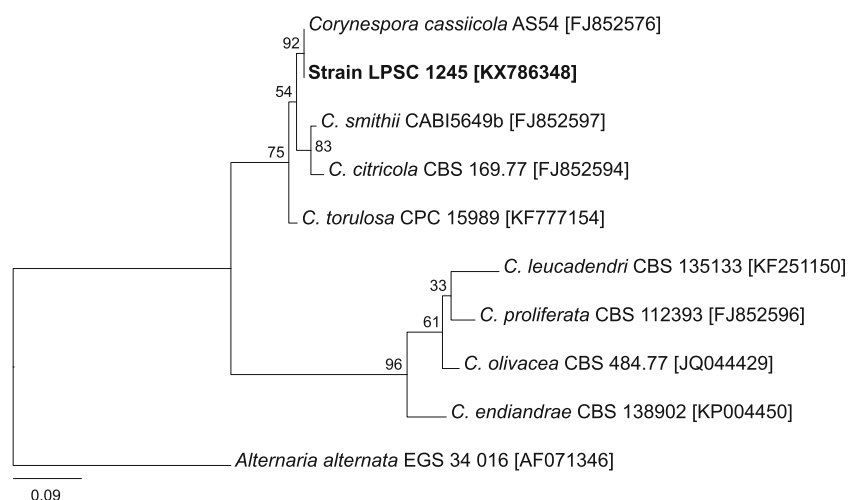 Corynespora cassiicola AS54 [FJ852576]
92
Strain LPSC 1245 [KX786348]
54
C. smithii CABI5649b [FJ852597]
83
75
C. citricola CBS 169.77 [FJ852594]
C. torulosa CPC 15989 [KF777154]
C. leucadendri CBS 135133 [KF251150]
33
C. proliferata CBS 112393 [FJ852596]
61
C. olivacea CBS 484.77 [JQ044429]
96
C. endiandrae CBS 138902 [KP004450]
Alternaria alternata EGS 34 016 [AF071346]
0.09